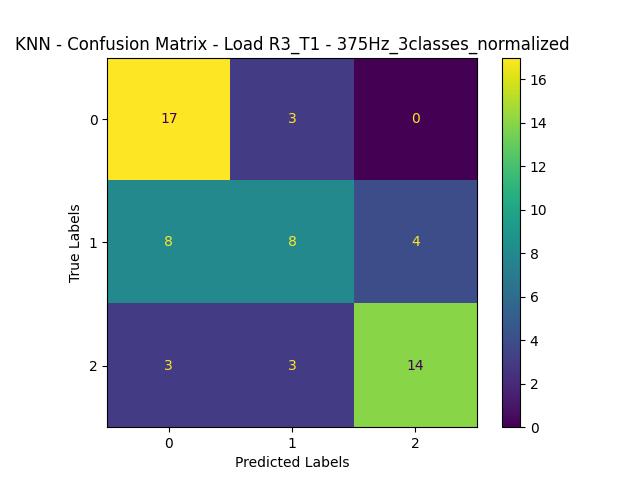 KNN - Confusion Matrix - Load R3_T1 - 375Hz_3classes_normalized
0 17 3 0
1 8 8 4
2 3 3 14
0 1 2
Predicted Labels
True Labels
16
14
12
10
8
6
4
2
0